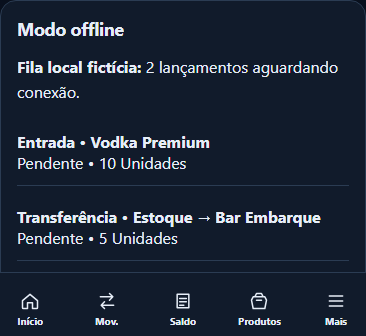 Modo offline
Fila local fictícia: 2 lançamentos aguardando
conexão.
Entrada • Vodka Premium
Pendente • 10 Unidades
Transferência • Estoque → Bar Embarque
Pendente • 5 Unidades
Início Mov. Saldo Produtos Mais